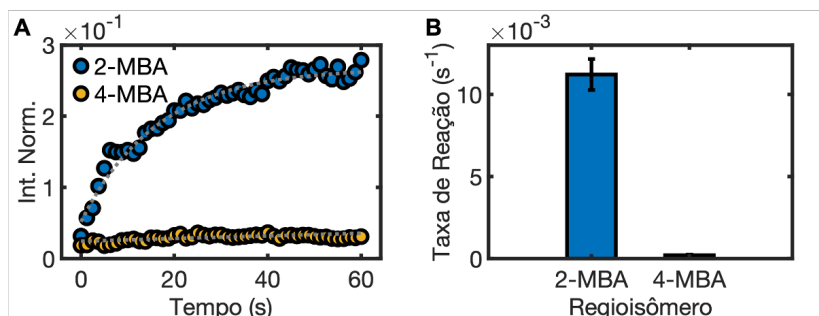 A
×10⁻¹
3
2
1
0
Int. Norm.
2-MBA
4-MBA
0 20 40 60
Tempo (s)
B
×10⁻³
10
5
0
Taxa de Reação (s⁻¹)
2-MBA 4-MBA
Regioisômero